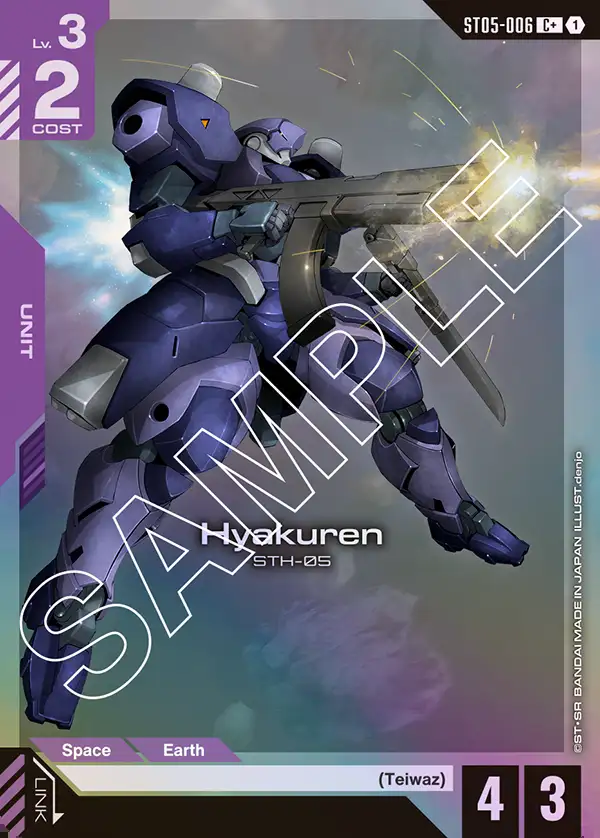 Lv. 3
2
COST
ST05-006 C+ 1
UNIT
SAMPLE
Hyakuren
STH-05
©ST・SR BANDAI MADE IN JAPAN ILLUST.denjo
Space Earth
LINK
(Teiwaz)
4 3